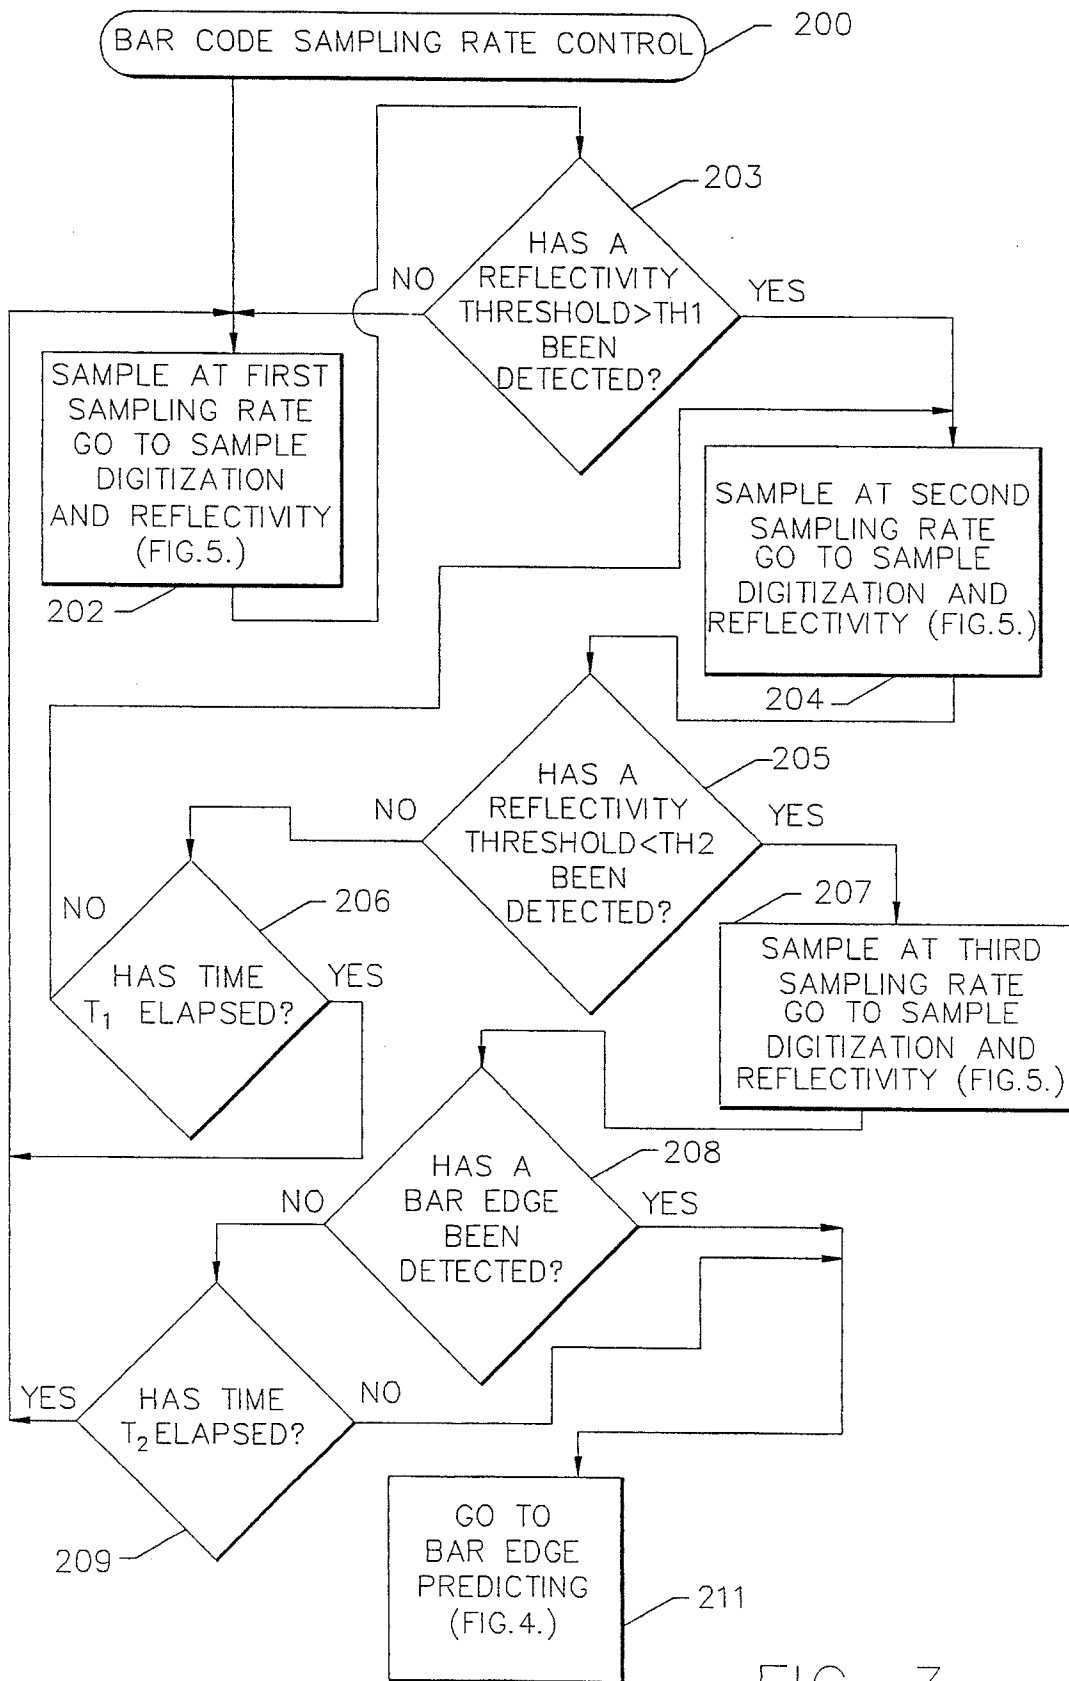 BAR CODE SAMPLING RATE CONTROL
200
203
HAS A
REFLECTIVITY
THRESHOLD>TH1
BEEN
DETECTED?
NO
YES
SAMPLE AT FIRST
SAMPLING RATE
GO TO SAMPLE
DIGITIZATION
AND REFLECTIVITY
(FIG.5.)
202
SAMPLE AT SECOND
SAMPLING RATE
GO TO SAMPLE
DIGITIZATION AND
REFLECTIVITY (FIG.5.)
204
205
HAS A
REFLECTIVITY
THRESHOLD<TH2
BEEN
DETECTED?
NO
YES
206
NO
HAS TIME
T1 ELAPSED?
YES
207
SAMPLE AT THIRD
SAMPLING RATE
GO TO SAMPLE
DIGITIZATION AND
REFLECTIVITY (FIG.5.)
208
HAS A
BAR EDGE
BEEN
DETECTED?
NO
YES
YES
HAS TIME
T2 ELAPSED?
NO
209
GO TO
BAR EDGE
PREDICTING
(FIG.4.)
211